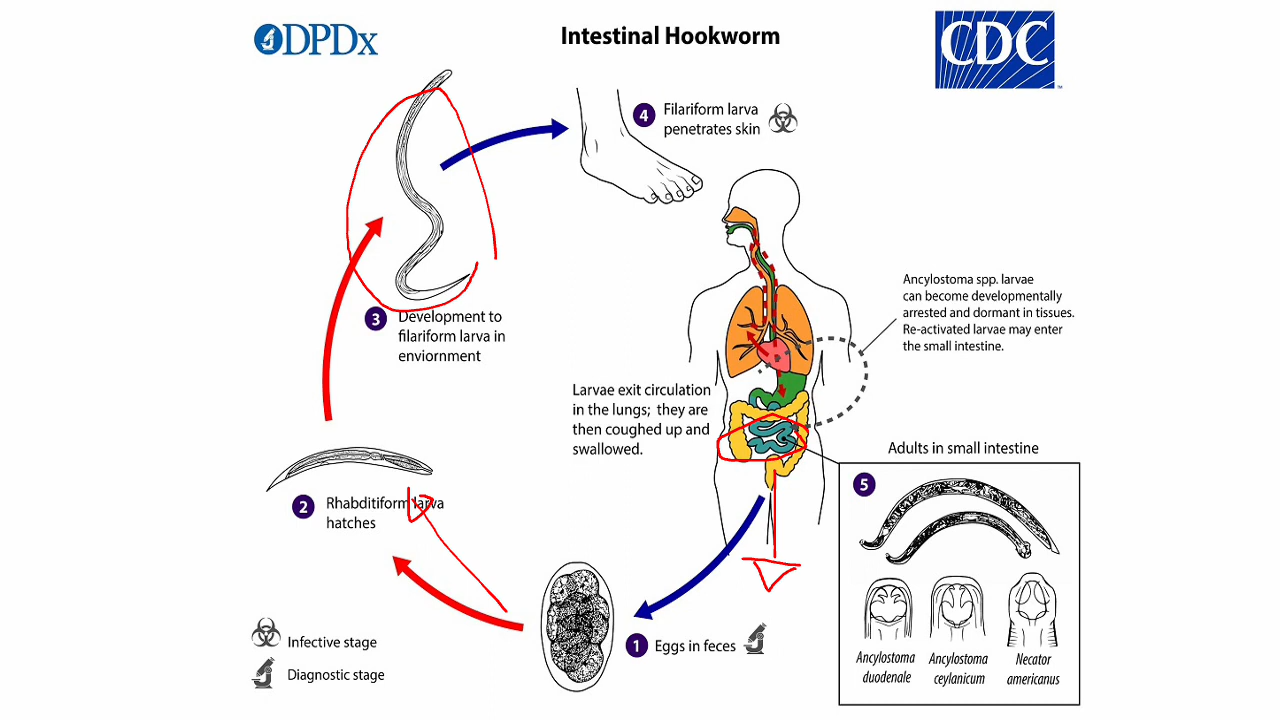 DPDx
Intestinal Hookworm
CDC
4
Filariform larva
penetrates skin
Ancylostoma spp. larvae
can become developmentally
arrested and dormant in tissues.
Re-activated larvae may enter
the small intestine.
3
Development to
filariform larva in
enviornment
Larvae exit circulation
in the lungs; they are
then coughed up and
swallowed.
Adults in small intestine
5
2
Rhabditiform larva
hatches
1
Eggs in feces
Infective stage
Diagnostic stage
Ancylostoma
duodenale
Ancylostoma
ceylanicum
Necator
americanus